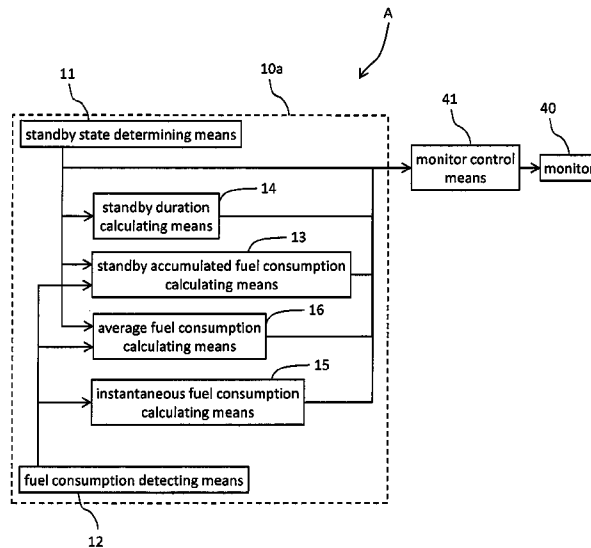 A
11
10a
standby state determining means
41
40
monitor control
means
monitor
14
standby duration
calculating means
13
standby accumulated fuel consumption
calculating means
16
average fuel consumption
calculating means
15
instantaneous fuel consumption
calculating means
fuel consumption detecting means
12